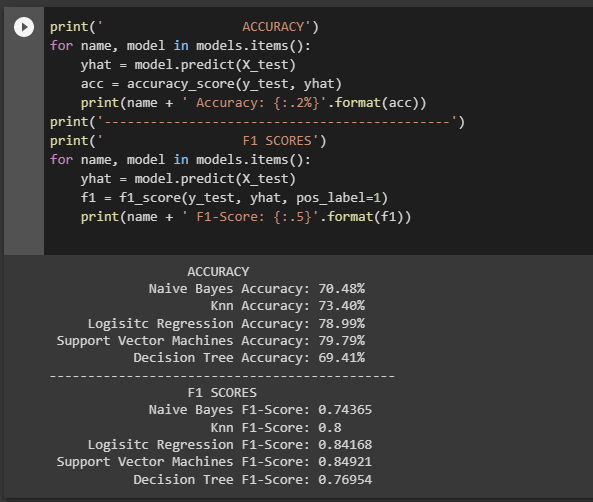 print('                  ACCURACY')
for name, model in models.items():
    yhat = model.predict(X_test)
    acc = accuracy_score(y_test, yhat)
    print(name + ' Accuracy: {:.2%}'.format(acc))
print('---------------------------------------------')
print('                  F1 SCORES')
for name, model in models.items():
    yhat = model.predict(X_test)
    f1 = f1_score(y_test, yhat, pos_label=1)
    print(name + ' F1-Score: {:.5}'.format(f1))
                  ACCURACY
             Naive Bayes Accuracy: 70.48%
                     Knn Accuracy: 73.40%
     Logisitc Regression Accuracy: 78.99%
 Support Vector Machines Accuracy: 79.79%
           Decision Tree Accuracy: 69.41%
---------------------------------------------
                  F1 SCORES
             Naive Bayes F1-Score: 0.74365
                     Knn F1-Score: 0.8
     Logisitc Regression F1-Score: 0.84168
 Support Vector Machines F1-Score: 0.84921
           Decision Tree F1-Score: 0.76954